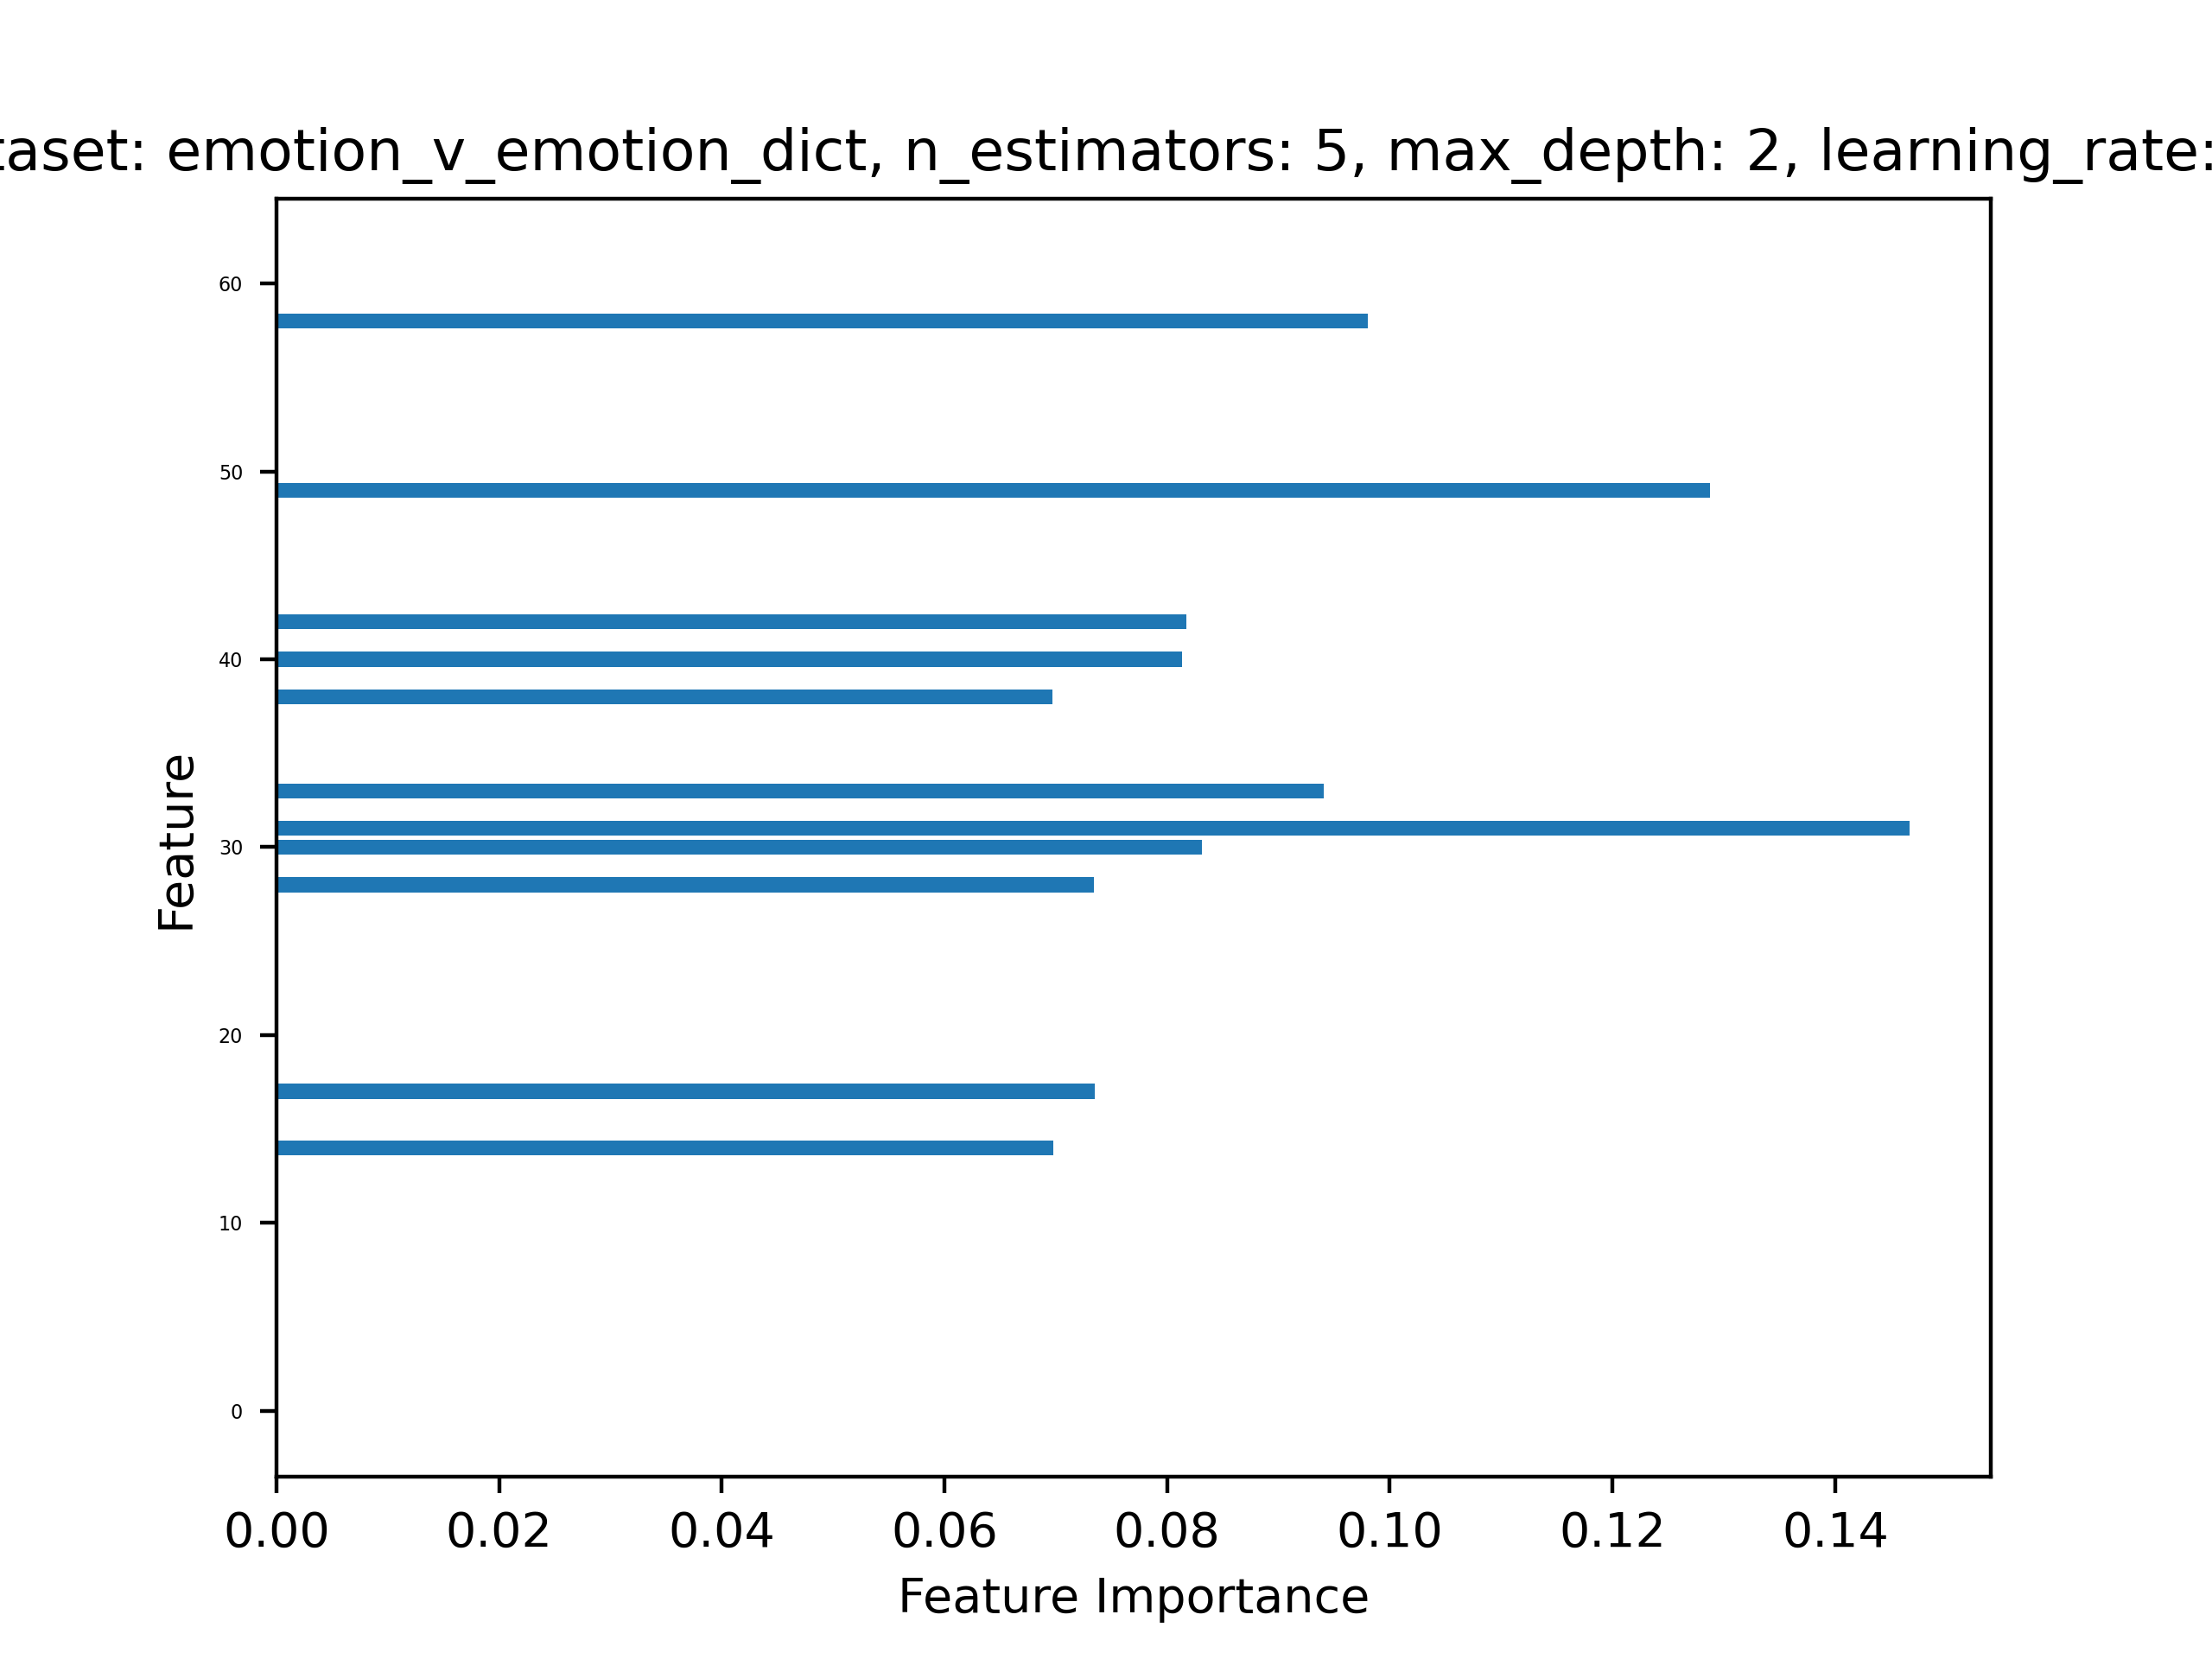 taset: emotion_v_emotion_dict, n_estimators: 5, max_depth: 2, learning_rate:
60
50
40
30
20
10
0
Feature
0.00 0.02 0.04 0.06 0.08 0.10 0.12 0.14
Feature Importance